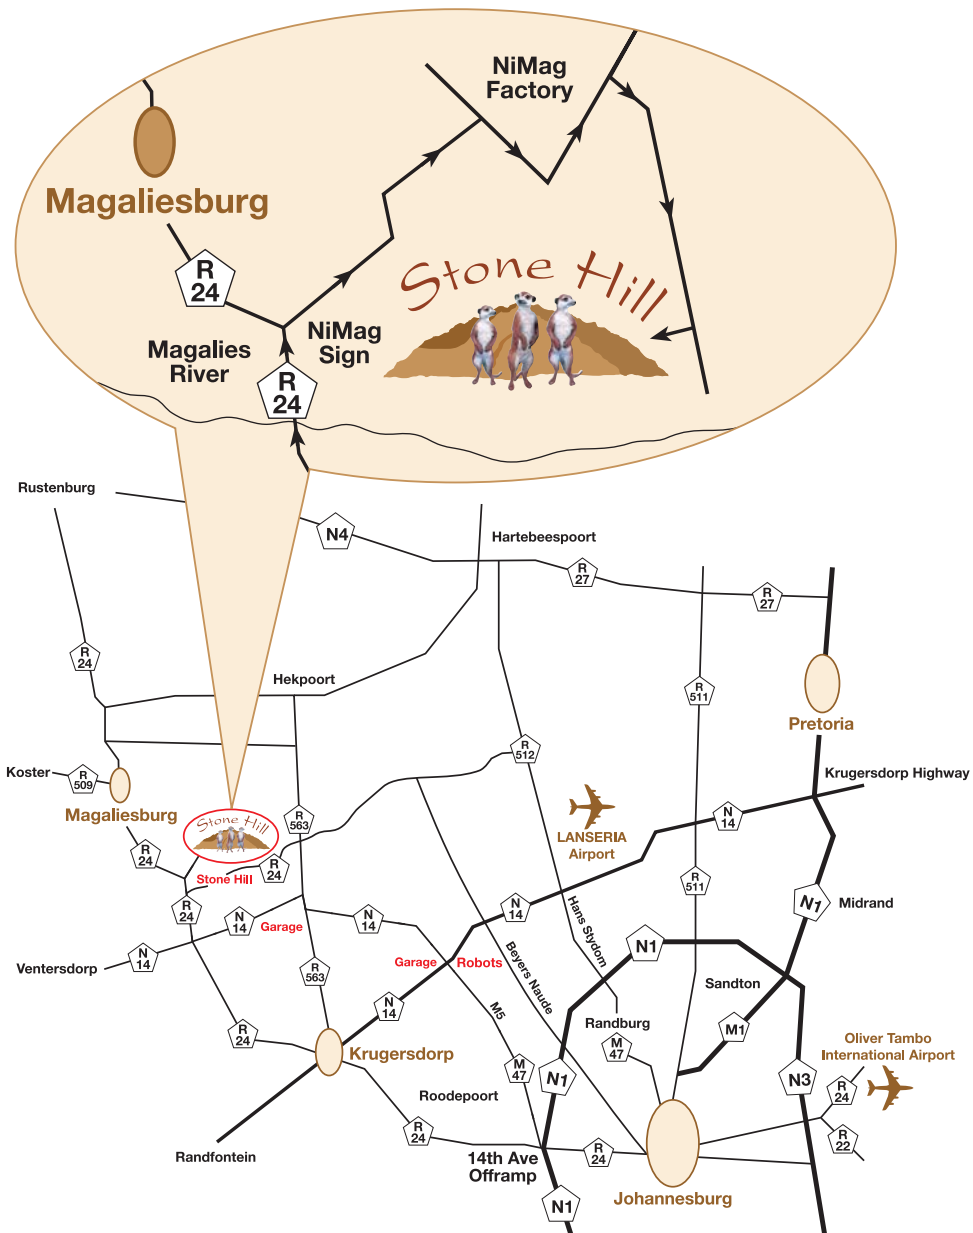 NiMag
Factory
Magaliesburg
R
24
Stone Hill
NiMag
Sign
Magalies
River
R
24
Rustenburg
N4
Hartebeespoort
R
27
R
27
R
24
Hekpoort
R
511
Pretoria
R
512
Krugersdorp Highway
Koster
R
509
Magaliesburg
Stone Hill
R
563
N
14
LANSERIA
Airport
R
24
R
24
Stone Hill
R
511
R
24
N
14
Garage
N
14
N
14
Hans Stydom
N1
Midrand
Ventersdorp
N
14
R
563
Garage
Robots
Beyers Naude
N1
Sandton
N
14
M5
R
24
Randburg
M
47
M1
Oliver Tambo
International Airport
Krugersdorp
M
47
N1
N3
R
24
Roodepoort
R
24
R
22
Randfontein
14th Ave
Offramp
R
24
Johannesburg
N1